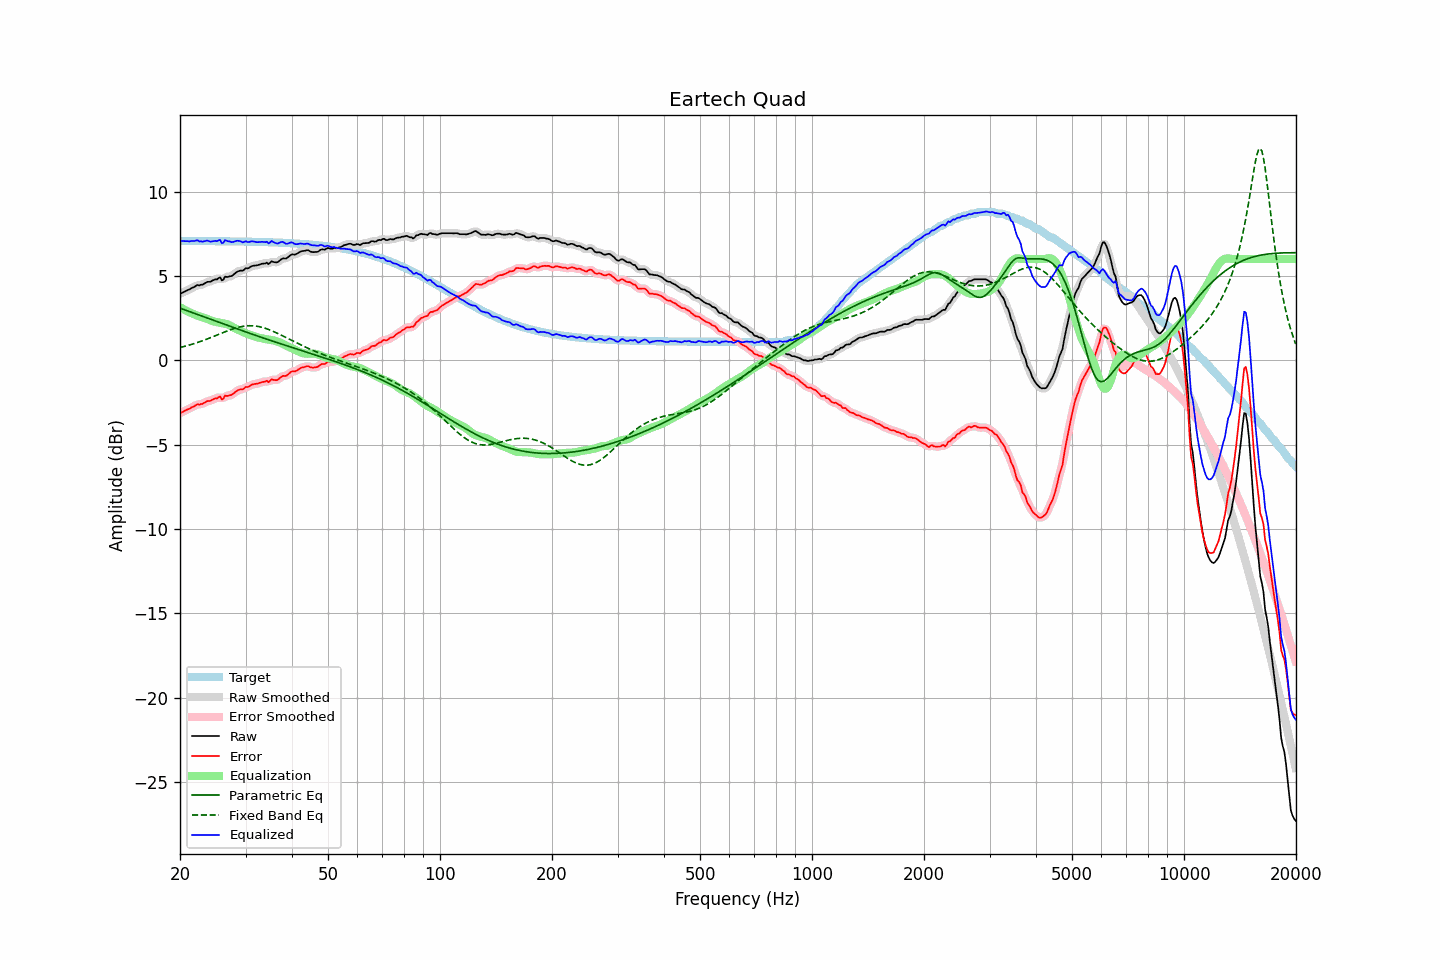 Eartech Quad
Amplitude (dBr)
10
5
0
−5
−10
−15
−20
−25
Target
Raw Smoothed
Error Smoothed
Raw
Error
Equalization
Parametric Eq
Fixed Band Eq
Equalized
20 50 100 200 500 1000 2000 5000 10000 20000
Frequency (Hz)